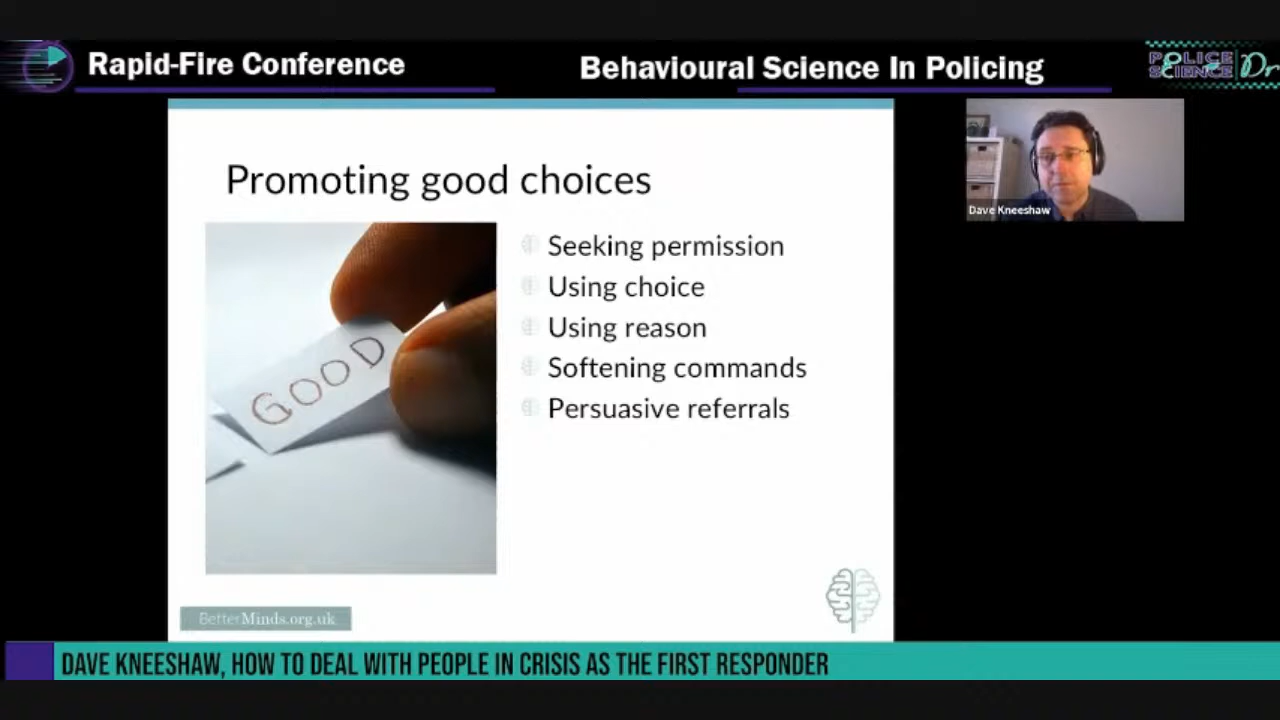 Rapid-Fire Conference
Behavioural Science In Policing
POLICE
SCIENCE
Dr
Promoting good choices
Seeking permission
Using choice
Using reason
Softening commands
Persuasive referrals
GOOD
Dave Kneeshaw
BetterMinds.org.uk
DAVE KNEESHAW, HOW TO DEAL WITH PEOPLE IN CRISIS AS THE FIRST RESPONDER